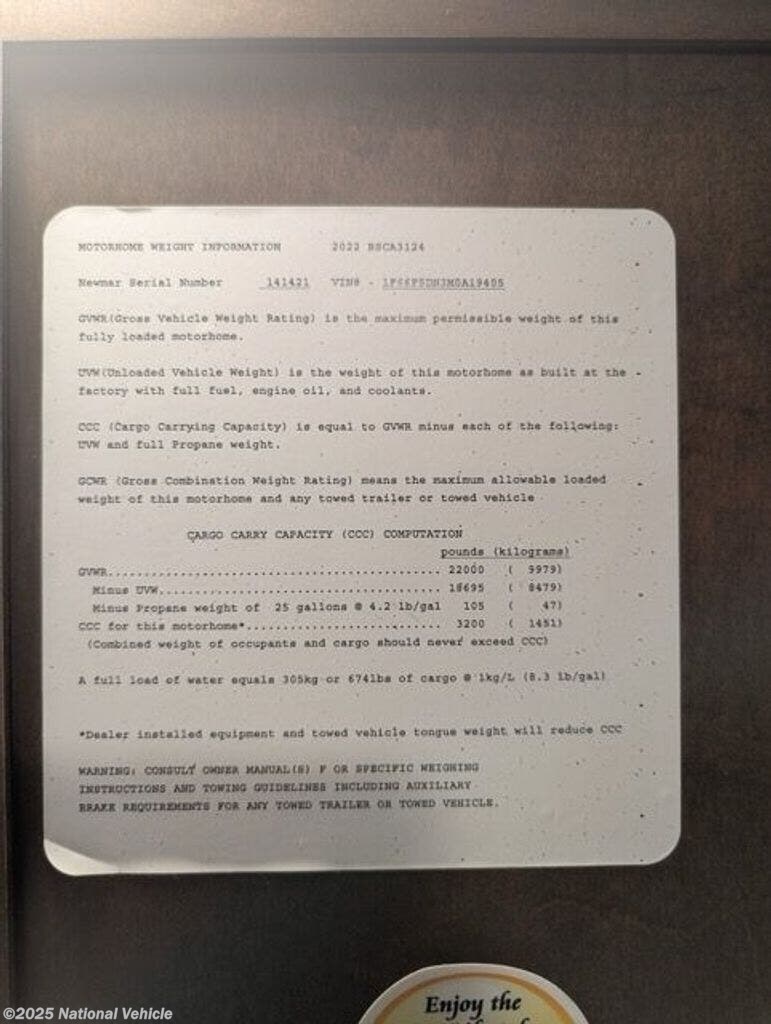 MOTORHOME WEIGHT INFORMATION 2022 BSCA3124
Newmar Serial Number 141421 VIN# - 1F66F5DN3M0A19405
GVWR(Gross Vehicle Weight Rating) is the maximum permissible weight of this
fully loaded motorhome.
UVW(Unloaded Vehicle Weight) is the weight of this motorhome as built at the
factory with full fuel, engine oil, and coolants.
CCC (Cargo Carrying Capacity) is equal to GVWR minus each of the following:
UVW and full Propane weight.
GCWR (Gross Combination Weight Rating) means the maximum allowable loaded
weight of this motorhome and any towed trailer or towed vehicle
CARGO CARRY CAPACITY (CCC) COMPUTATION
pounds (kilograms)
GVWR.......................................... 22000 ( 9979)
Minus UVW.................................... 18695 ( 8479)
Minus Propane weight of 25 gallons @ 4.2 lb/gal 105 ( 47)
CCC for this motorhome*......................... 3200 ( 1451)
(Combined weight of occupants and cargo should never exceed CCC)
A full load of water equals 305kg or 674lbs of cargo @ 1kg/L (8.3 lb/gal)
*Dealer installed equipment and towed vehicle tongue weight will reduce CCC
WARNING: CONSULT OWNER MANUAL(S) F OR SPECIFIC WEIGHING
INSTRUCTIONS AND TOWING GUIDELINES INCLUDING AUXILIARY
BRAKE REQUIREMENTS FOR ANY TOWED TRAILER OR TOWED VEHICLE.
Enjoy the
©2025 National Vehicle